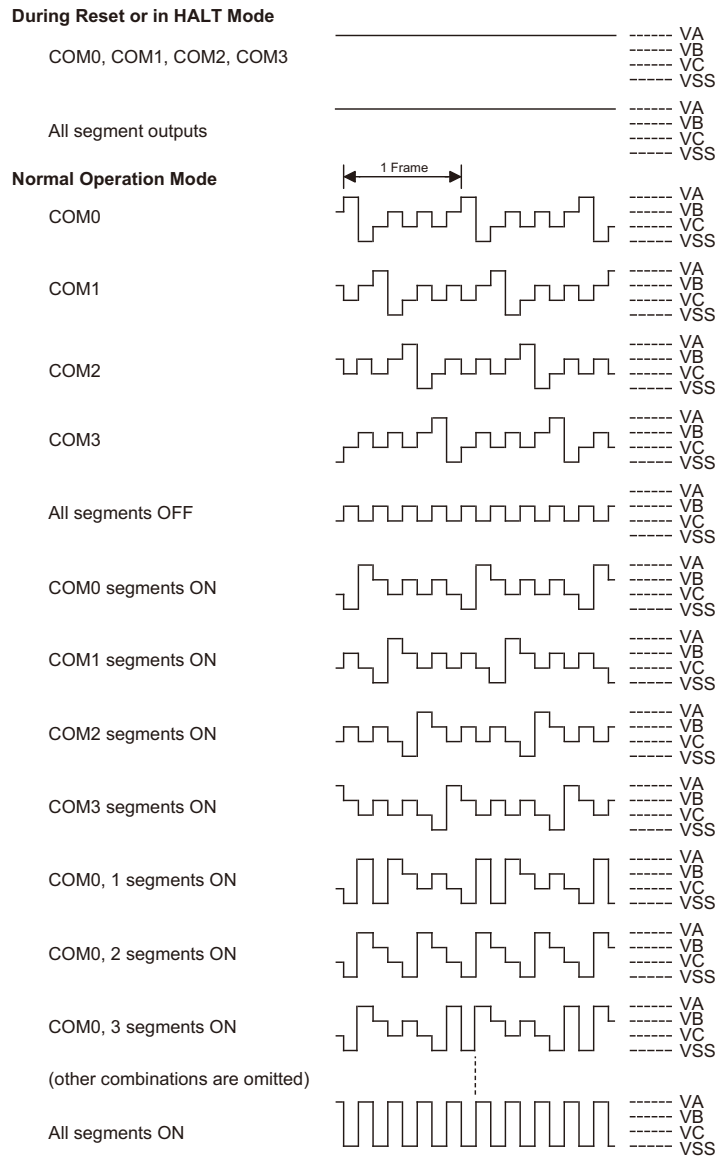 During Reset or in HALT Mode
COM0, COM1, COM2, COM3
VA
VB
VC
VSS
All segment outputs
VA
VB
VC
VSS
Normal Operation Mode
1 Frame
COM0
VA
VB
VC
VSS
COM1
VA
VB
VC
VSS
COM2
VA
VB
VC
VSS
COM3
VA
VB
VC
VSS
All segments OFF
VA
VB
VC
VSS
COM0 segments ON
VA
VB
VC
VSS
COM1 segments ON
VA
VB
VC
VSS
COM2 segments ON
VA
VB
VC
VSS
COM3 segments ON
VA
VB
VC
VSS
COM0, 1 segments ON
VA
VB
VC
VSS
COM0, 2 segments ON
VA
VB
VC
VSS
COM0, 3 segments ON
VA
VB
VC
VSS
(other combinations are omitted)
All segments ON
VA
VB
VC
VSS